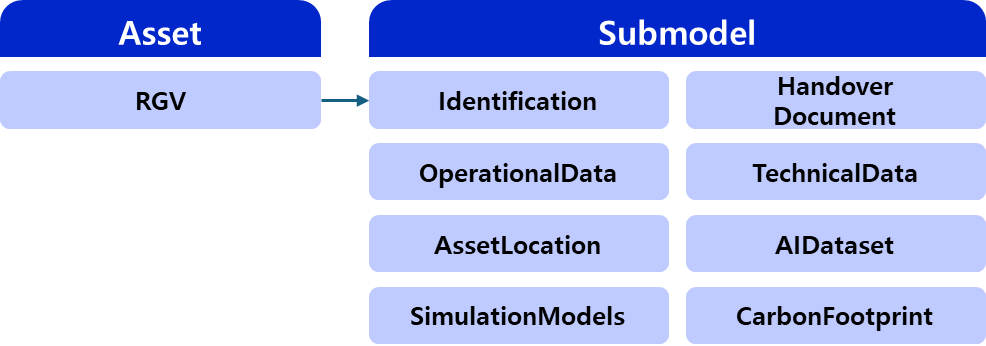 Asset
Submodel
RGV
Identification
Handover
Document
OperationalData
TechnicalData
AssetLocation
AIDataset
SimulationModels
CarbonFootprint